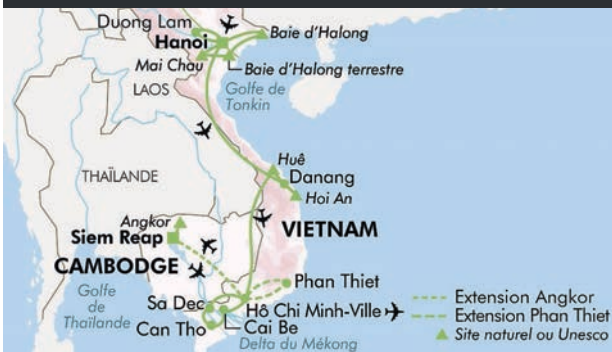 Duong Lam
Hanoi
Baie d'Halong
Mai Chau
Baie d'Halong terrestre
LAOS
Golfe de
Tonkin
Huê
THAÏLANDE
Danang
Hoi An
Angkor
VIETNAM
Siem Reap
CAMBODGE
Phan Thiet
Golfe
de
Thaïlande
Sa Dec
Hô Chi Minh-Ville
Can Tho
Cai Be
Delta du Mékong
Extension Angkor
Extension Phan Thiet
Site naturel ou Unesco